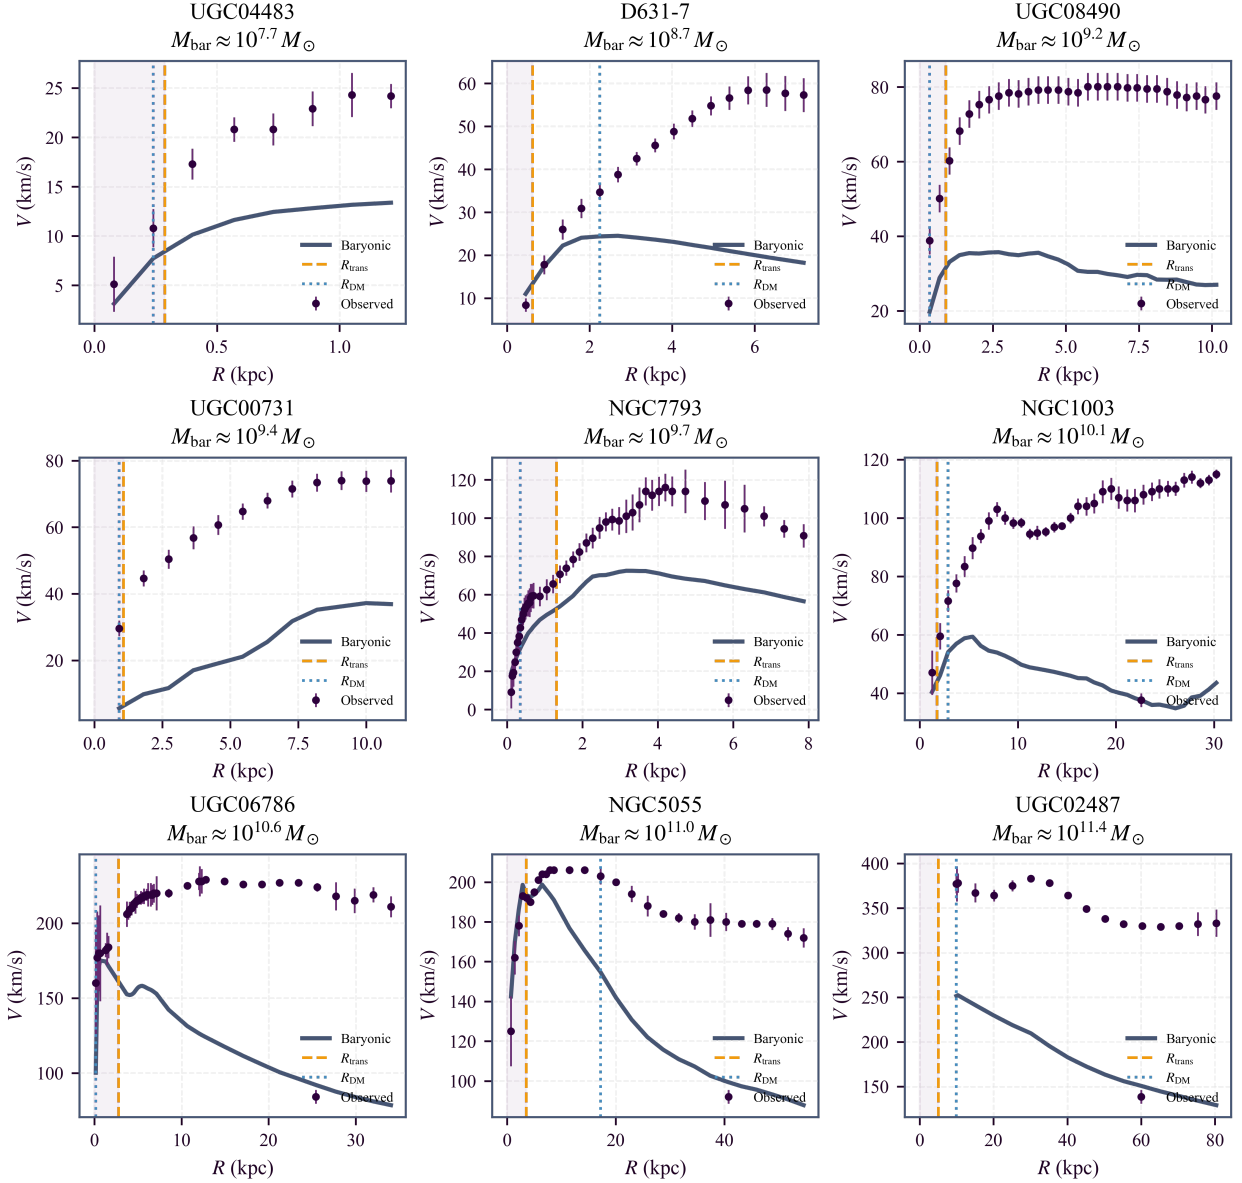 UGC04483
M_bar ≈ 10^7.7 M_⊙
25
20
15
10
5
V (km/s)
Baryonic
R_trans
R_DM
Observed
0.0 0.5 1.0
R (kpc)
D631-7
M_bar ≈ 10^8.7 M_⊙
60
50
40
30
20
10
V (km/s)
Baryonic
R_trans
R_DM
Observed
0 2 4 6
R (kpc)
UGC08490
M_bar ≈ 10^9.2 M_⊙
80
60
40
20
V (km/s)
Baryonic
R_trans
R_DM
Observed
0.0 2.5 5.0 7.5 10.0
R (kpc)
UGC00731
M_bar ≈ 10^9.4 M_⊙
80
60
40
20
V (km/s)
Baryonic
R_trans
R_DM
Observed
0.0 2.5 5.0 7.5 10.0
R (kpc)
NGC7793
M_bar ≈ 10^9.7 M_⊙
120
100
80
60
40
20
0
V (km/s)
Baryonic
R_trans
R_DM
Observed
0 2 4 6 8
R (kpc)
NGC1003
M_bar ≈ 10^10.1 M_⊙
120
100
80
60
40
V (km/s)
Baryonic
R_trans
R_DM
Observed
0 10 20 30
R (kpc)
UGC06786
M_bar ≈ 10^10.6 M_⊙
200
150
100
V (km/s)
Baryonic
R_trans
R_DM
Observed
0 10 20 30
R (kpc)
NGC5055
M_bar ≈ 10^11.0 M_⊙
200
180
160
140
120
100
V (km/s)
Baryonic
R_trans
R_DM
Observed
0 20 40
R (kpc)
UGC02487
M_bar ≈ 10^11.4 M_⊙
400
350
300
250
200
150
V (km/s)
Baryonic
R_trans
R_DM
Observed
0 20 40 60 80
R (kpc)